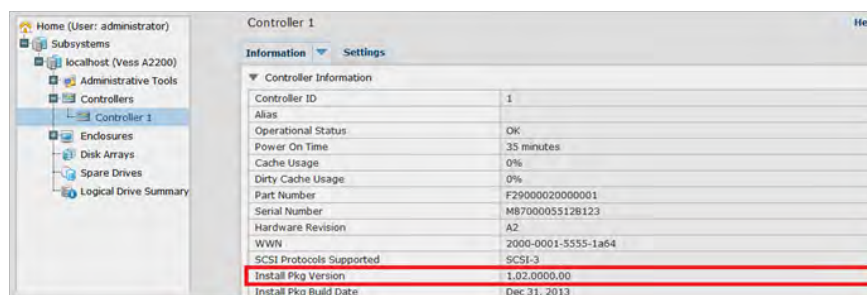 Home (User: administrator)
Subsystems
localhost (Vess A2200)
Administrative Tools
Controllers
Controller 1
Enclosures
Disk Arrays
Spare Drives
Logical Drive Summary
Controller 1
He
Information Settings
Controller Information
Controller ID 1
Alias
Operational Status OK
Power On Time 35 minutes
Cache Usage 0%
Dirty Cache Usage 0%
Part Number F29000020000001
Serial Number M87000055128123
Hardware Revision A2
WWN 2000-0001-5555-1a64
SCSI Protocols Supported SCSI-3
Install Pkg Version 1.02.0000.00
Install Pkg Build Date Dec 31, 2013